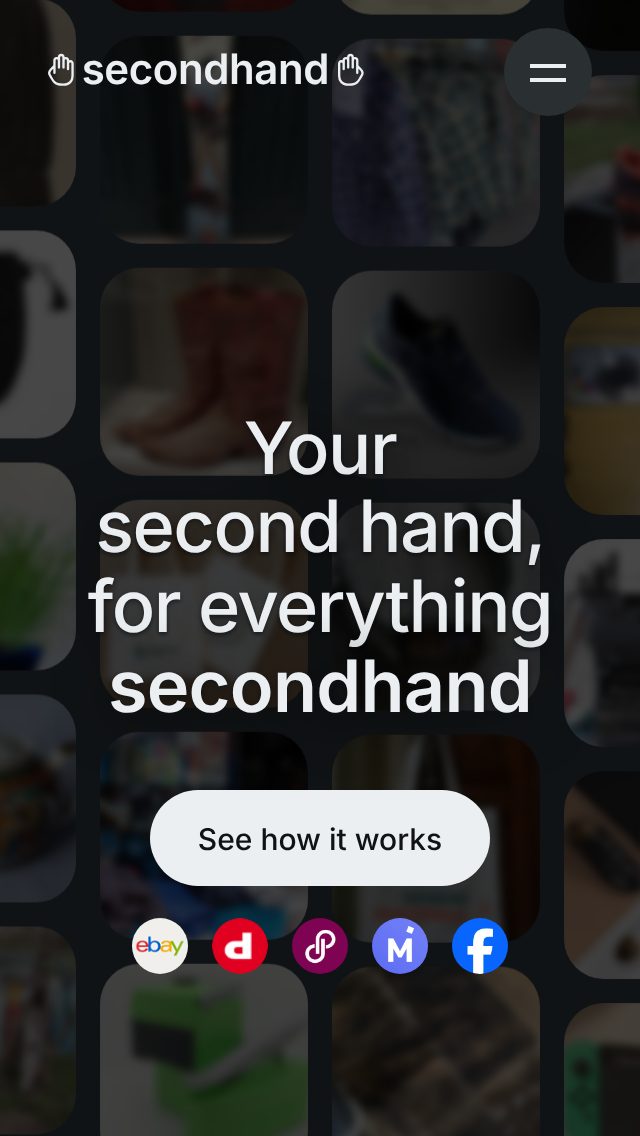 secondhand
Your
second hand,
for everything
secondhand
See how it works
ebay